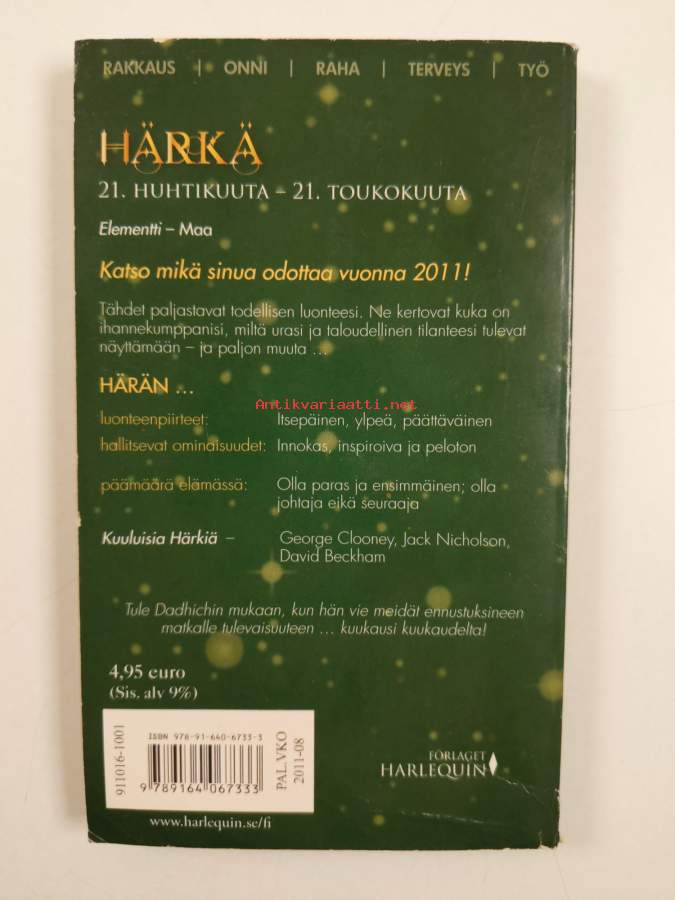 RAKKAUS | ONNI | RAHA | TERVEYS | TYÖ
HÄRKÄ
21. HUHTIKUUTA – 21. TOUKOKUUTA
Elementti – Maa
Katso mikä sinua odottaa vuonna 2011!
Tähdet paljastavat todellisen luonteesi. Ne kertovat kuka on
ihannekumppanisi, miltä urasi ja taloudellinen tilanteesi tulevat
näyttämään – ja paljon muuta ...
HÄRÄN ...
Antikvariaatti.net
luonteenpiirteet: Itsepäinen, ylpeä, päättäväinen
hallitsevat ominaisuudet: Innokas, inspiroiva ja peloton
päämäärä elämässä: Olla paras ja ensimmäinen; olla
johtaja eikä seuraaja
Kuuluisia Härkiä – George Clooney, Jack Nicholson,
David Beckham
Tule Dadhichin mukaan, kun hän vie meidät ennustuksineen
matkalle tulevaisuuteen ... kuukausi kuukaudelta!
4,95 euro
(Sis. alv 9%)
911016-1001
ISBN 978-91-640-6733-3
9 789164 067333
PAL.VKO
2011-08
www.harlequin.se/fi
FÖRLAGET
HARLEQUIN